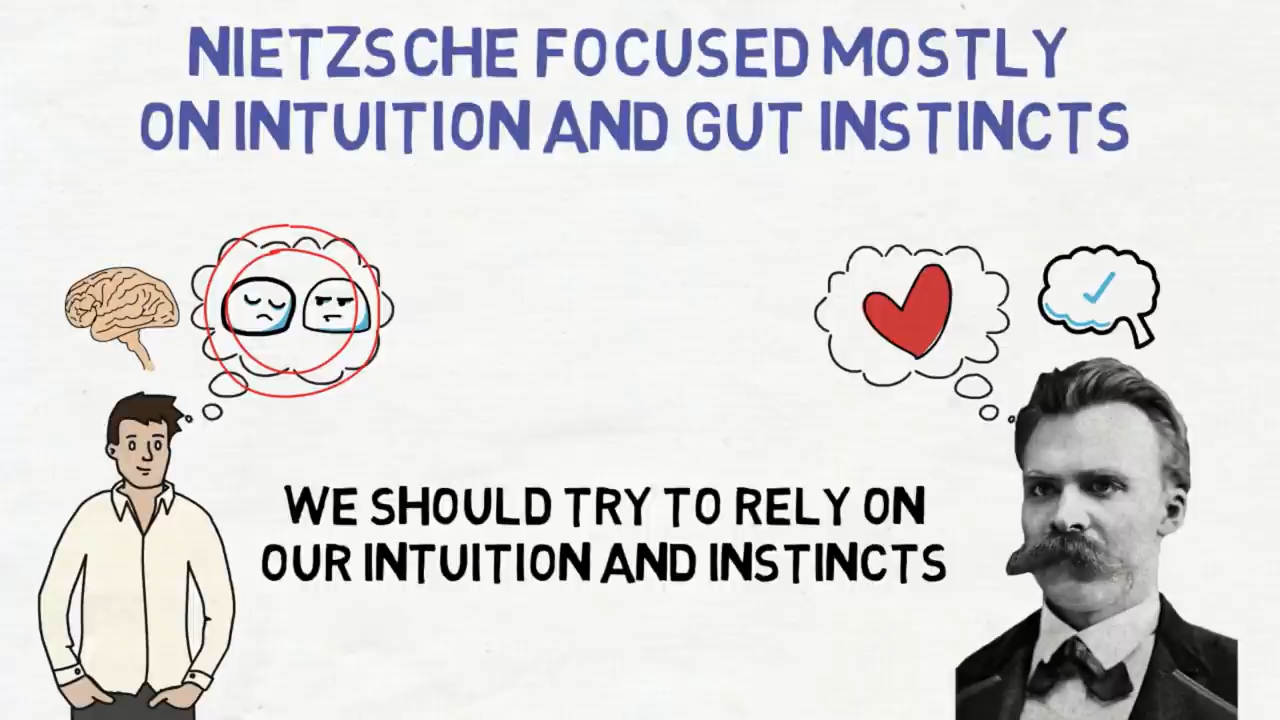 NIETZSCHE FOCUSED MOSTLY
ON INTUITION AND GUT INSTINCTS
WE SHOULD TRY TO RELY ON
OUR INTUITION AND INSTINCTS